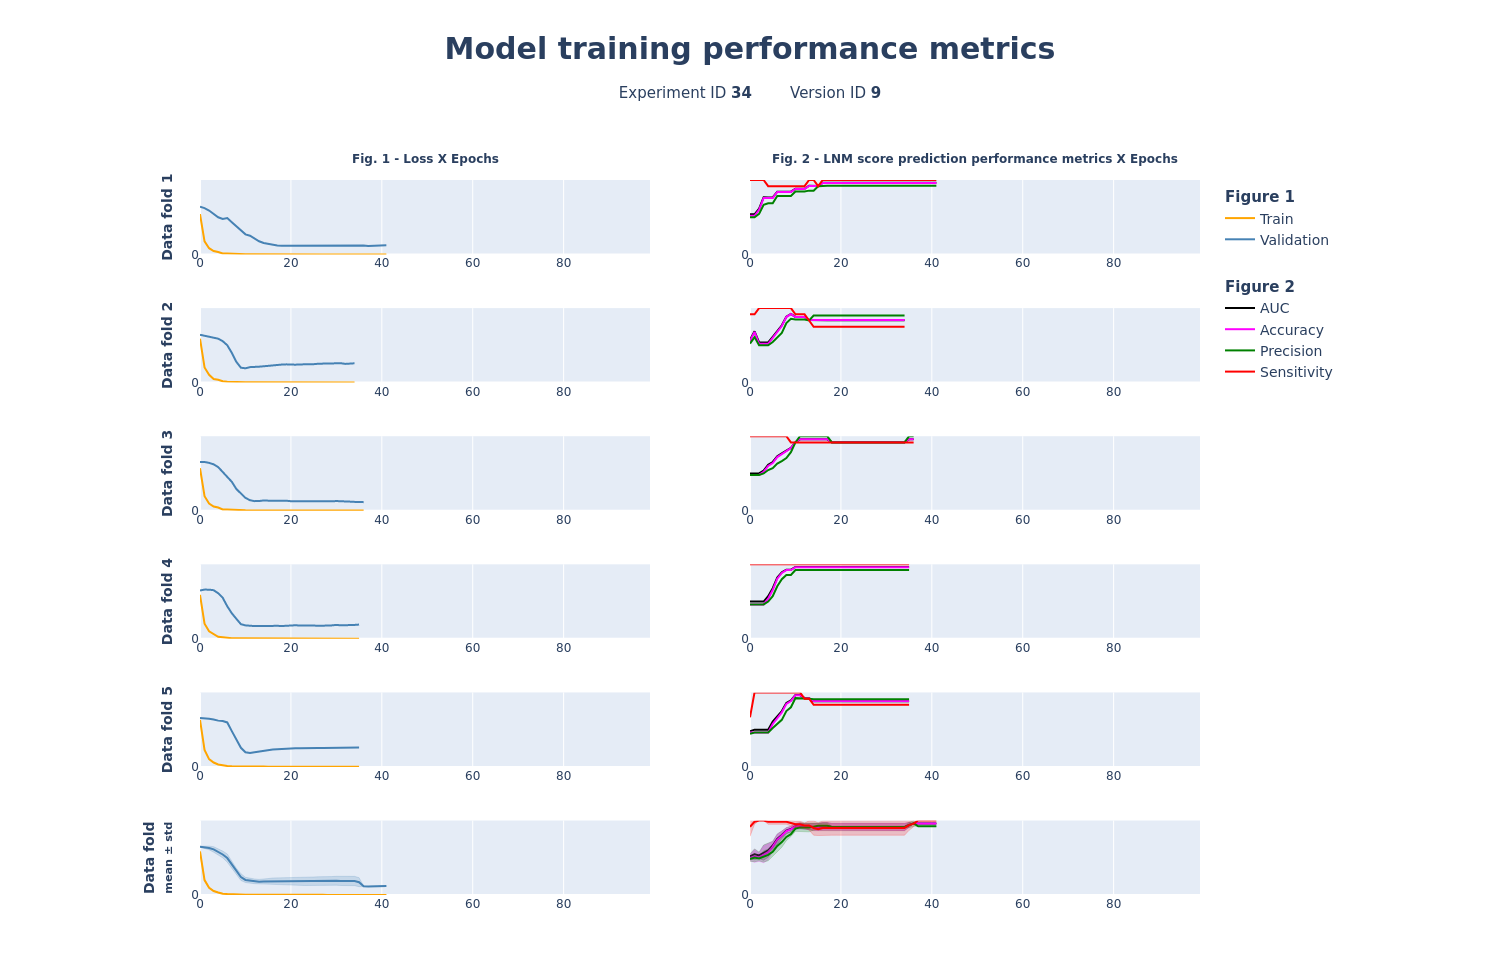 Model training performance metrics
Experiment ID 34 Version ID 9
Fig. 1 - Loss X Epochs
Fig. 2 - LNM score prediction performance metrics X Epochs
Data fold 1
0
0 20 40 60 80
0
0 20 40 60 80
Figure 1
Train
Validation
Figure 2
AUC
Accuracy
Precision
Sensitivity
Data fold 2
0
0 20 40 60 80
0
0 20 40 60 80
Data fold 3
0
0 20 40 60 80
0
0 20 40 60 80
Data fold 4
0
0 20 40 60 80
0
0 20 40 60 80
Data fold 5
0
0 20 40 60 80
0
0 20 40 60 80
Data fold
mean ± std
0
0 20 40 60 80
0
0 20 40 60 80